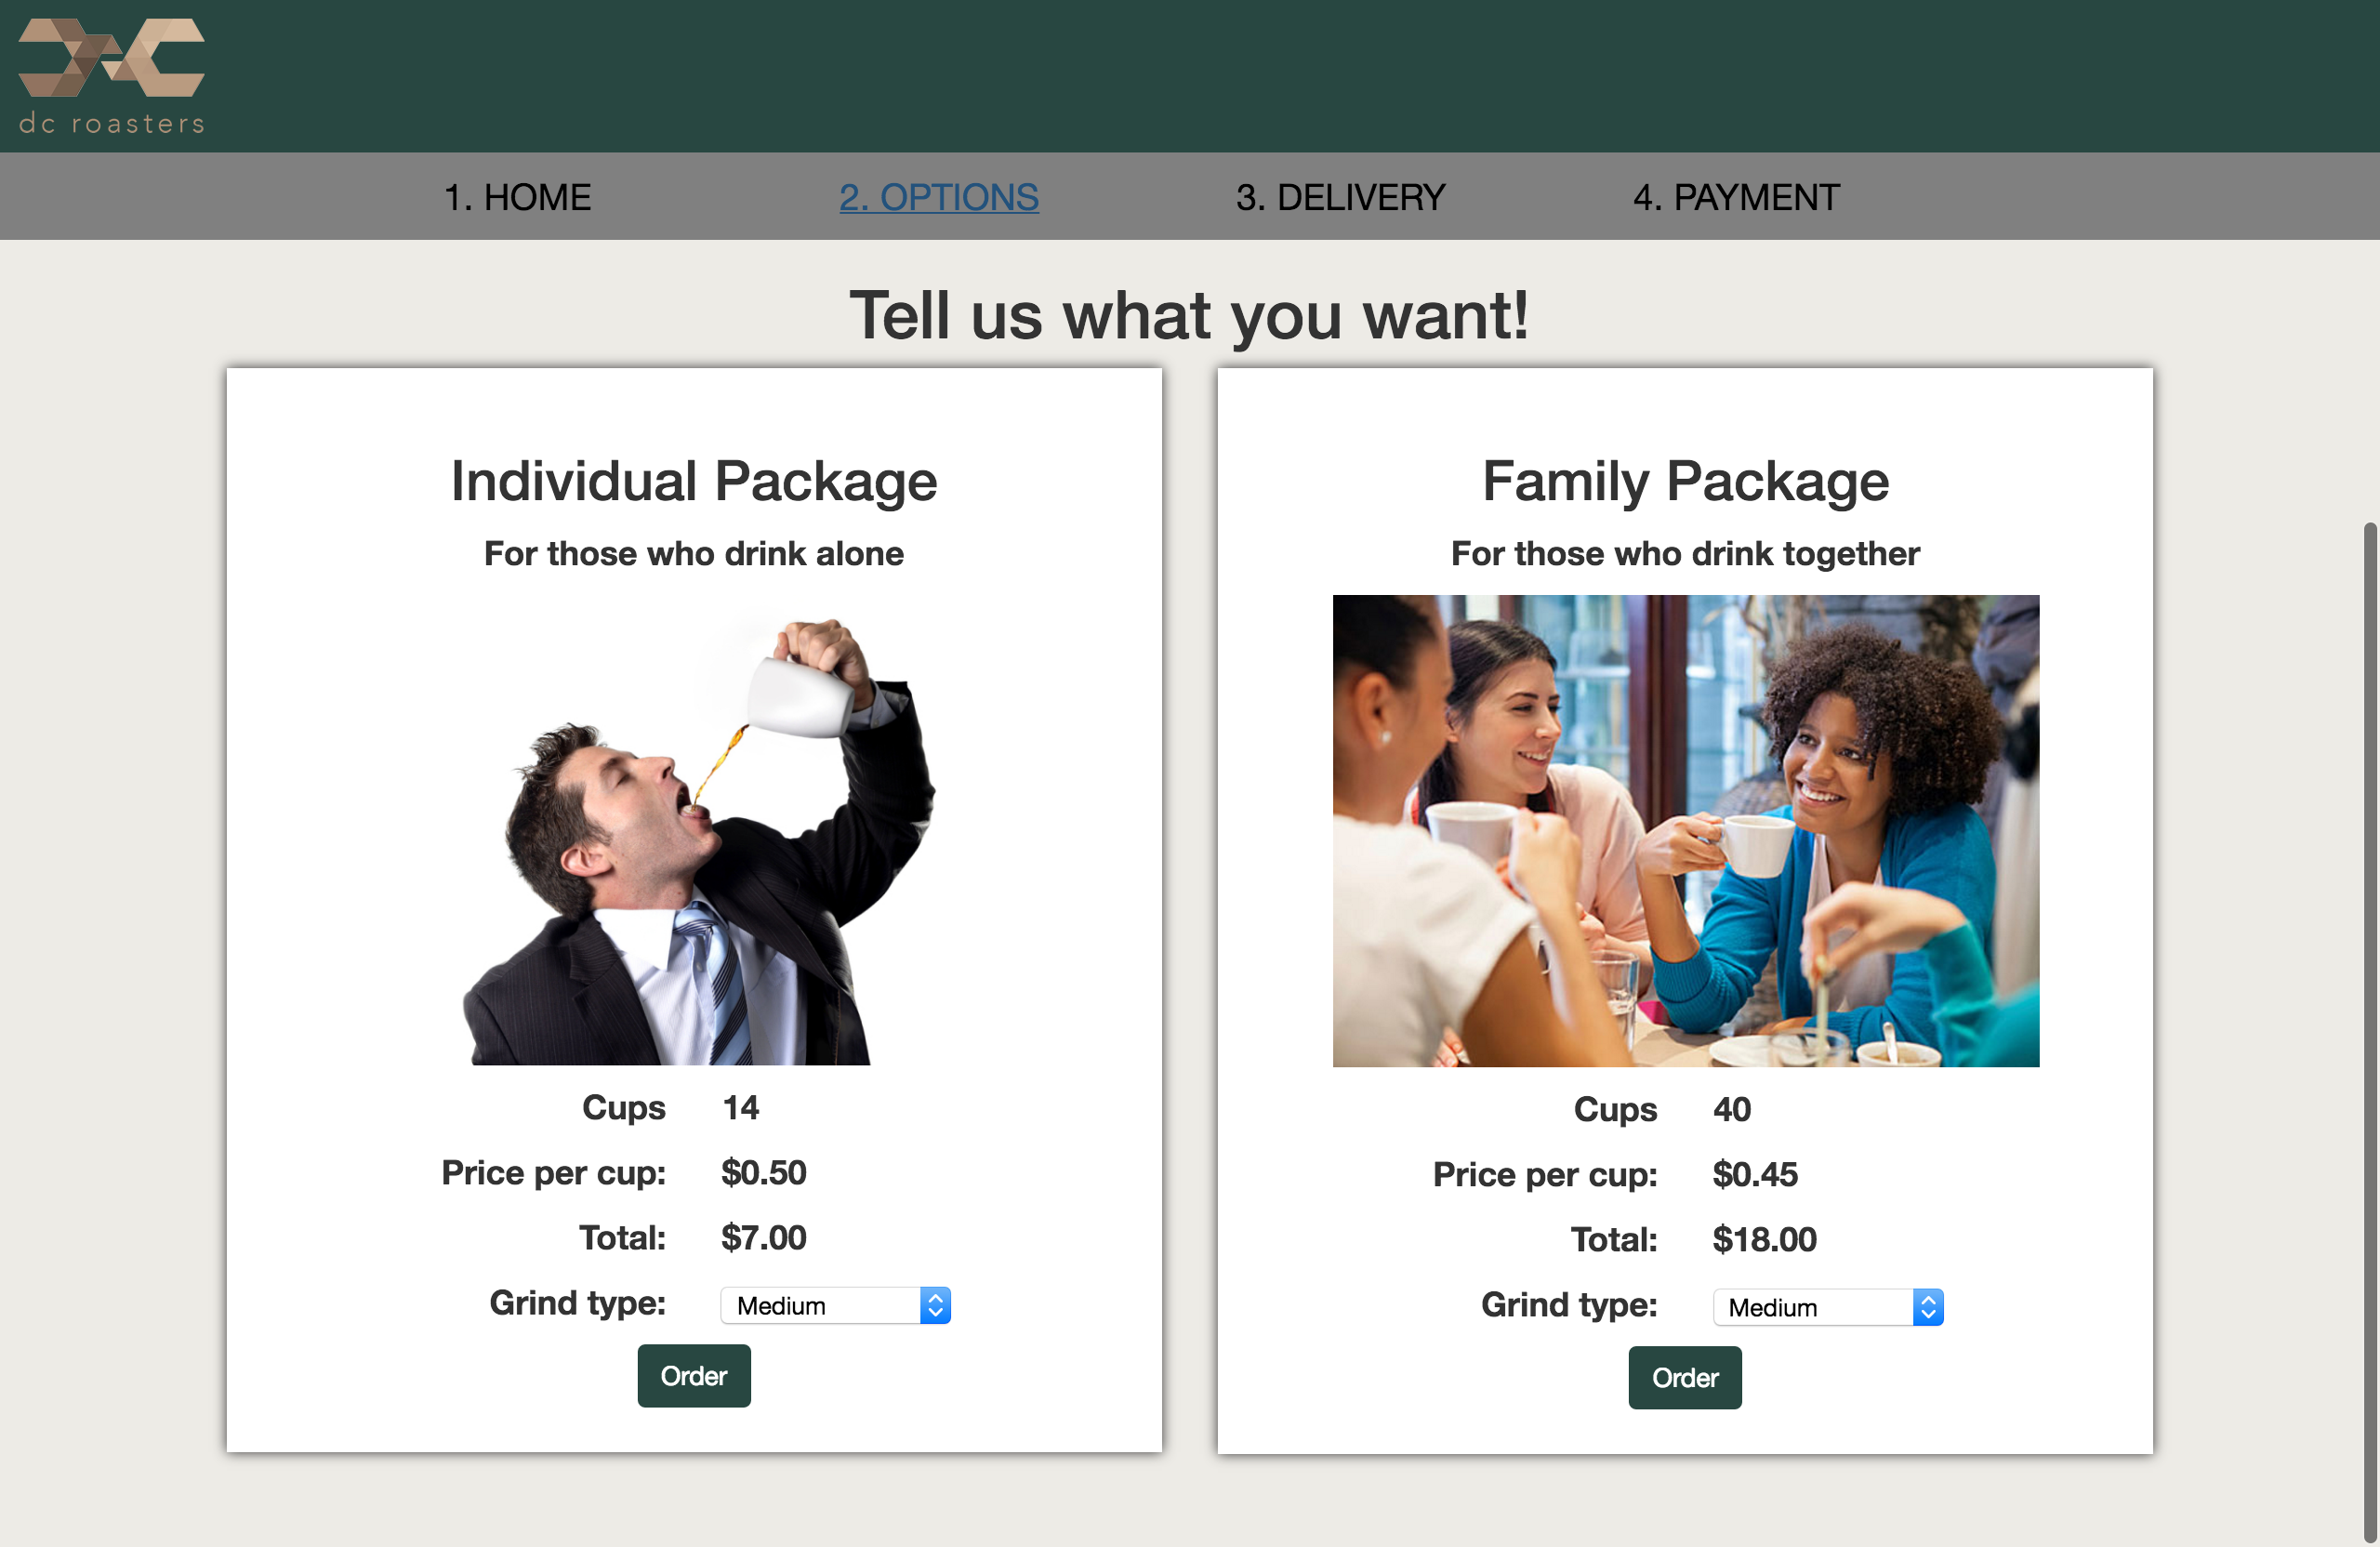 dc roasters
1. HOME 2. OPTIONS 3. DELIVERY 4. PAYMENT
Tell us what you want!
Individual Package
For those who drink alone
Cups 14
Price per cup: $0.50
Total: $7.00
Grind type: Medium
Order
Family Package
For those who drink together
Cups 40
Price per cup: $0.45
Total: $18.00
Grind type: Medium
Order